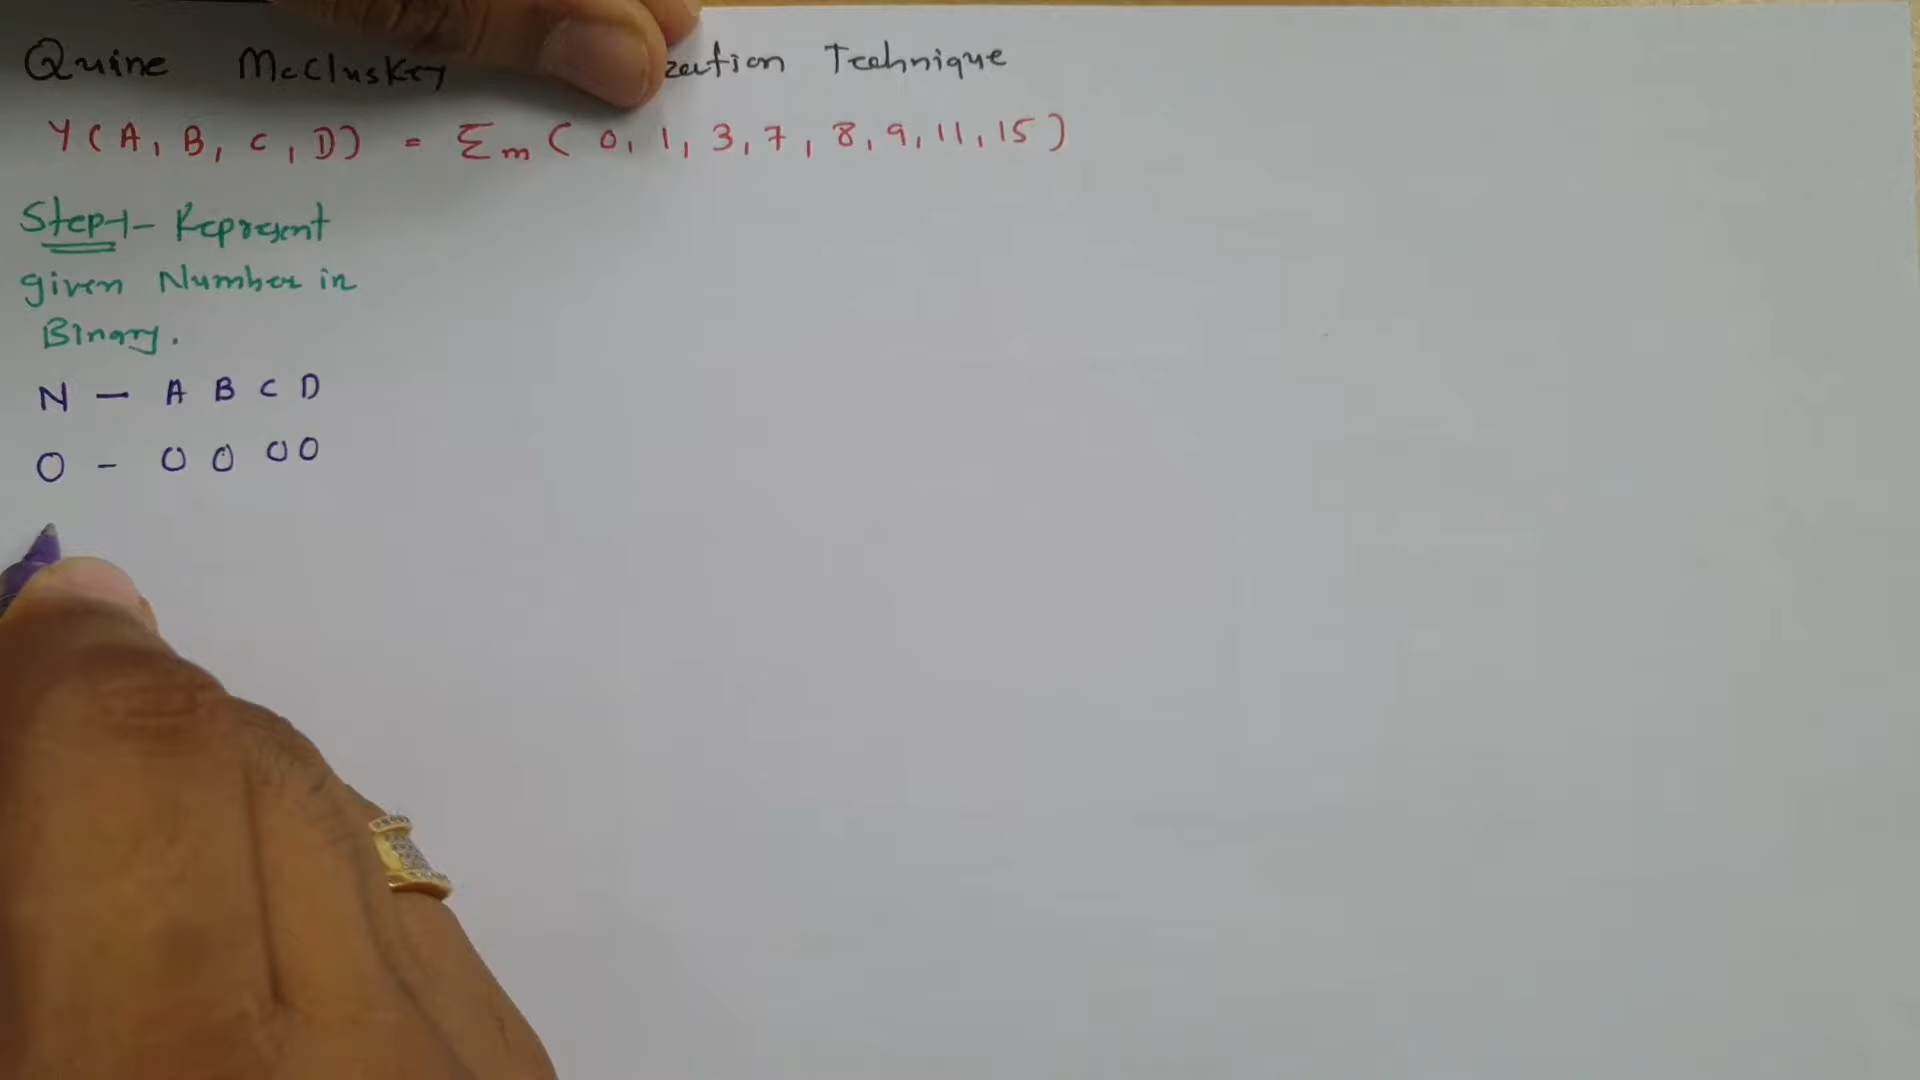 Quine McCluskey zation Technique
Y(A, B, C, D) = Σm(0, 1, 3, 7, 8, 9, 11, 15)
Step-1- Represent
given Number in
Binary.
N - A B C D
0 - 0 0 0 0